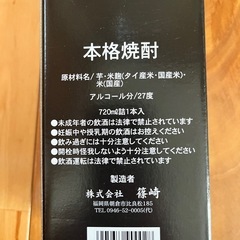 本格焼酎
原材料名/芋・米麹(タイ産米・国産米)・
米(国産)
アルコール分/27度
720mℓ詰1本入
●未成年者の飲酒は法律で禁止されています
●妊娠中や授乳期の飲酒はお控えください
●飲み過ぎには十分注意してください
●開栓時怪我しないよう十分注意してください
●飲酒運転は法律で禁止されています
製造者
株式会社 篠崎
福岡県朝倉市比良松185
TEL 0946-52-0005(代)